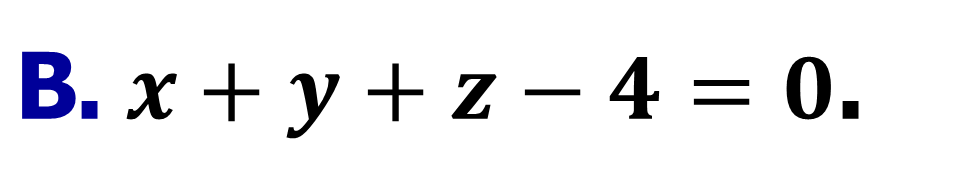 B. x + y + z − 4 = 0.